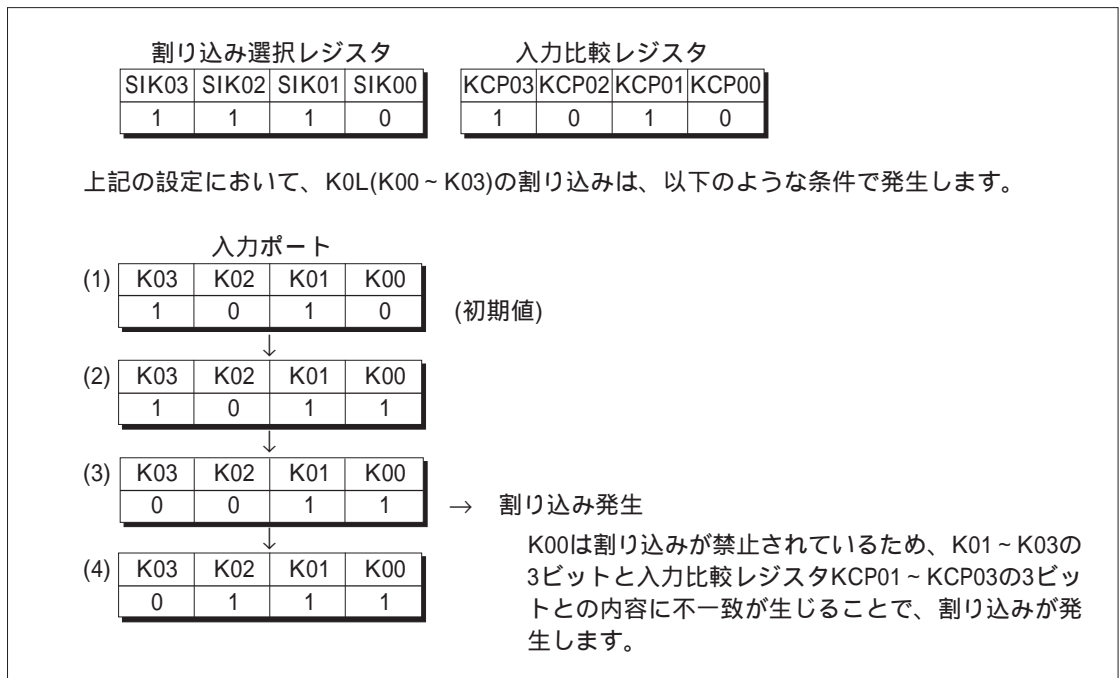 割り込み選択レジスタ 入力比較レジスタ
SIK03 SIK02 SIK01 SIK00 KCP03 KCP02 KCP01 KCP00
1 1 1 0 1 0 1 0
上記の設定において、K0L(K00~K03)の割り込みは、以下のような条件で発生します。
入力ポート
(1) K03 K02 K01 K00
1 0 1 0 (初期値)
↓
(2) K03 K02 K01 K00
1 0 1 1
↓
(3) K03 K02 K01 K00
0 0 1 1 → 割り込み発生
↓
K00は割り込みが禁止されているため、K01~K03の
3ビットと入力比較レジスタKCP01~KCP03の3ビッ
トとの内容に不一致が生じることで、割り込みが発
生します。
(4) K03 K02 K01 K00
0 1 1 1